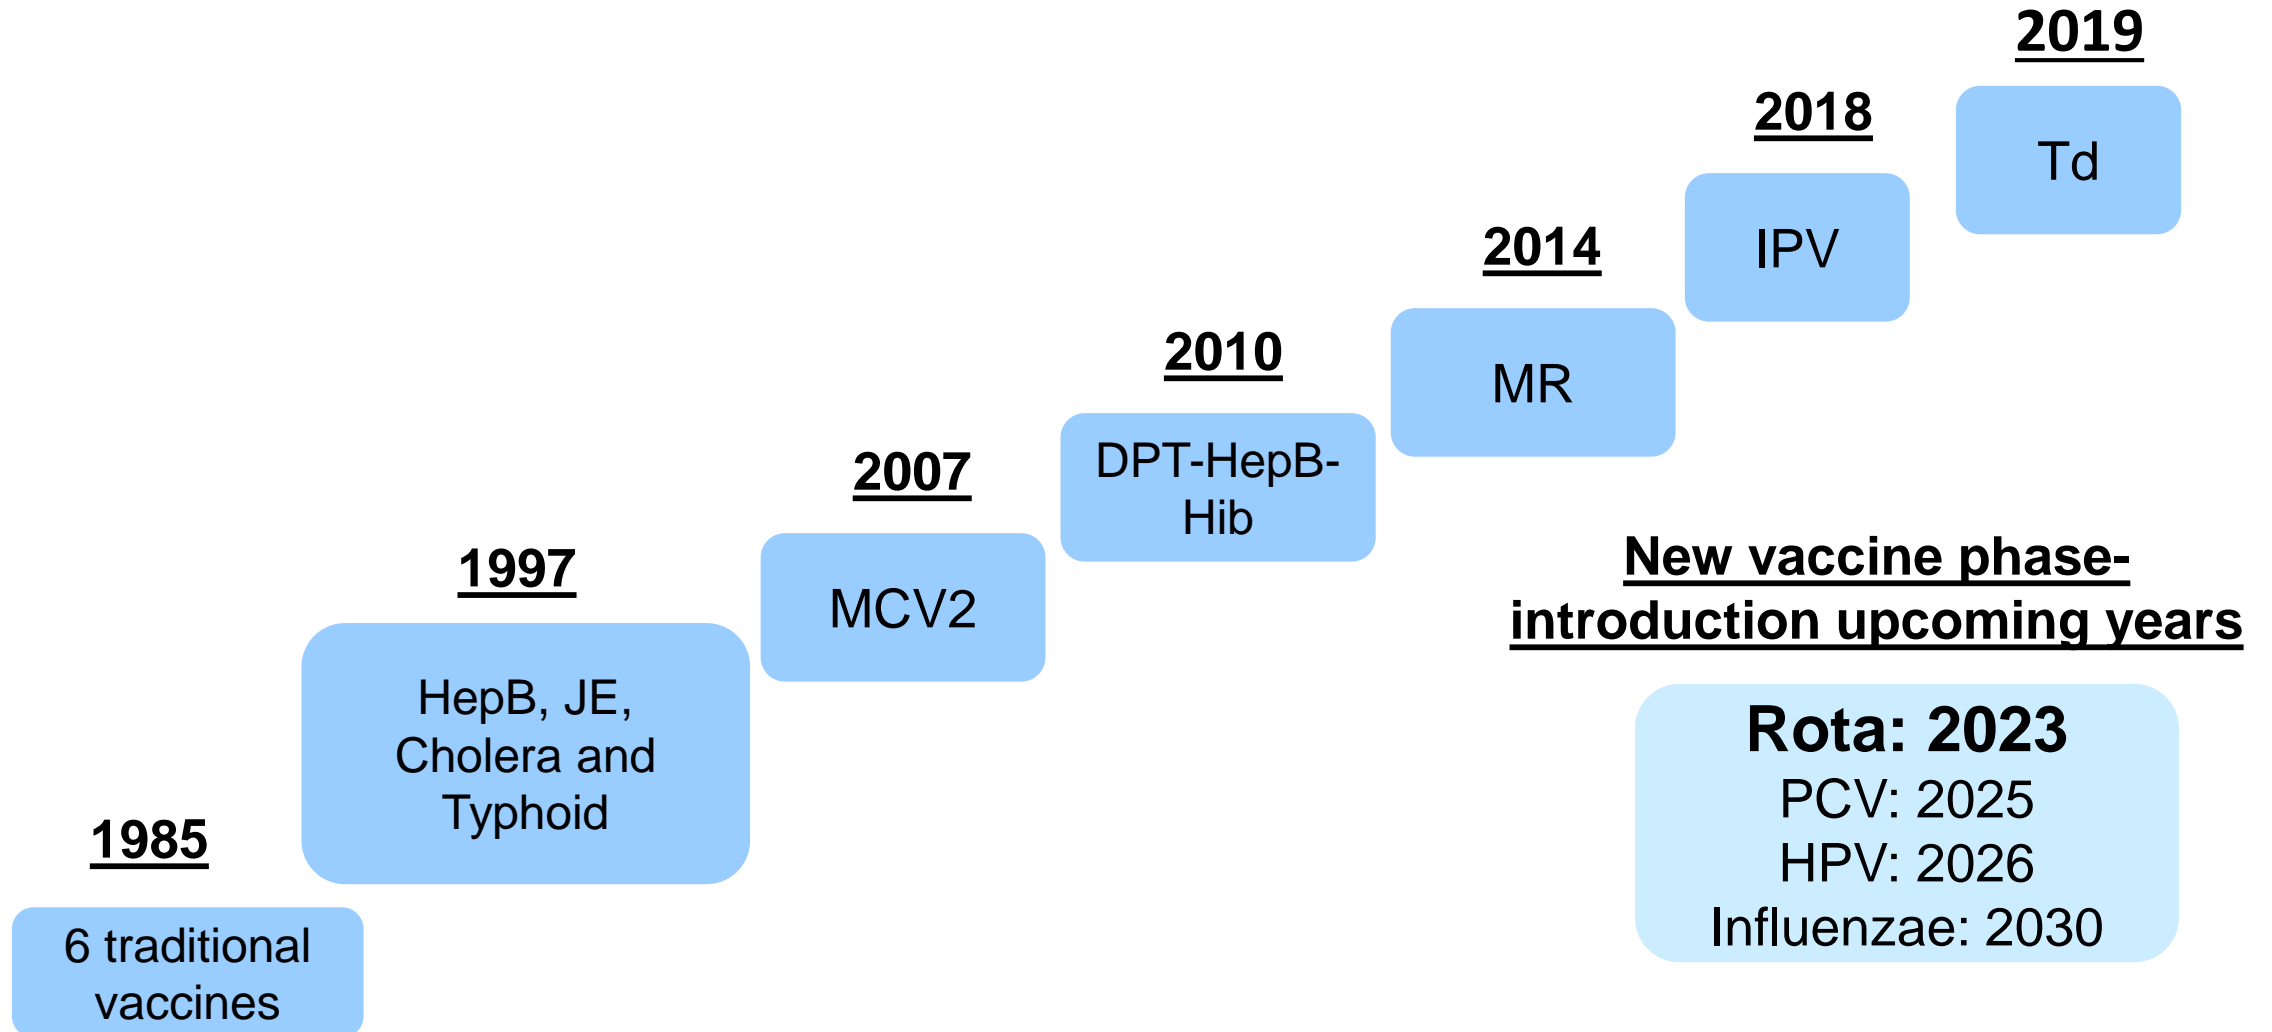 1985
6 traditional
vaccines
1997
HepB, JE,
Cholera and
Typhoid
2007
MCV2
2010
DPT-HepB-
Hib
2014
MR
2018
IPV
2019
Td
New vaccine phase-
introduction upcoming years
Rota: 2023
PCV: 2025
HPV: 2026
Influenzae: 2030